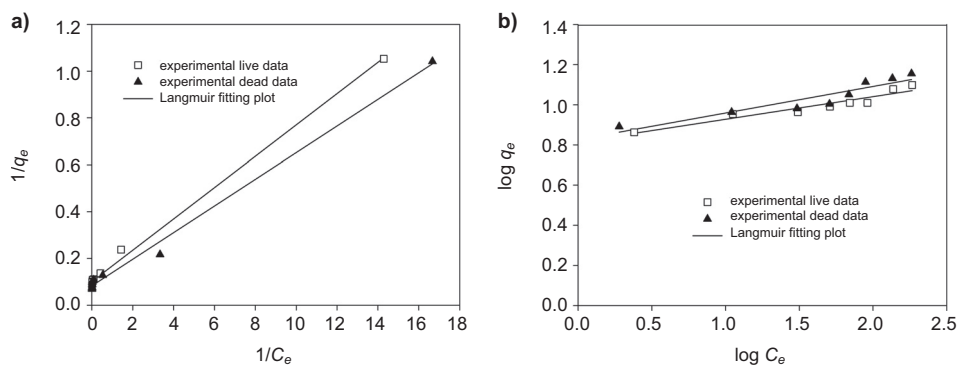 a)
1.2
1.0
0.8
0.6
0.4
0.2
0.0
1/qe
experimental live data
experimental dead data
Langmuir fitting plot
0 2 4 6 8 10 12 14 16 18
1/Ce
b)
1.4
1.2
1.0
0.8
0.6
0.4
0.2
0.0
log qe
experimental live data
experimental dead data
Langmuir fitting plot
0.0 0.5 1.0 1.5 2.0 2.5
log Ce